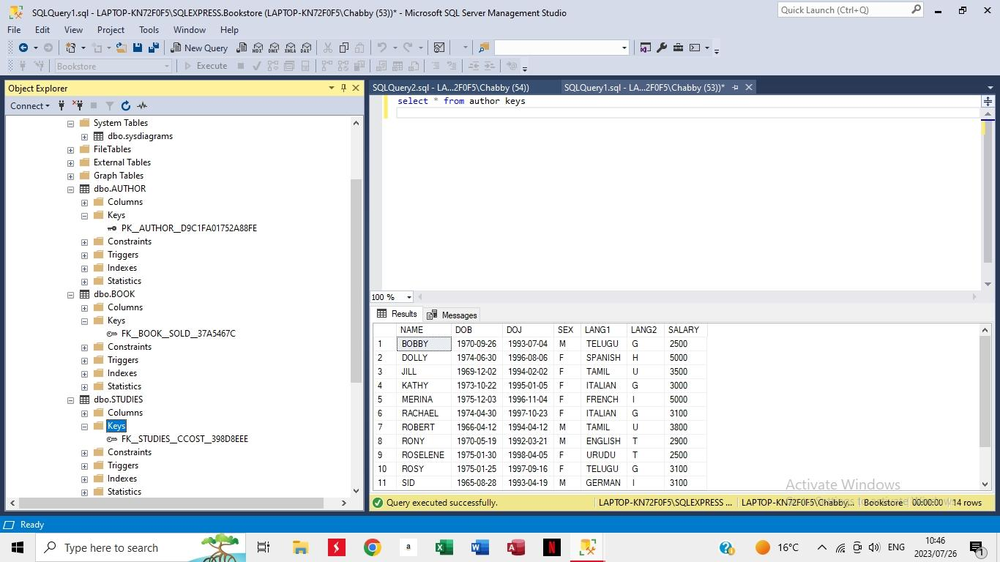 SQLQuery1.sql - LAPTOP-KN72F0F5\SQLEXPRESS.Bookstore (LAPTOP-KN72F0F5\Chabby (53))* - Microsoft SQL Server Management Studio
Quick Launch (Ctrl+Q)
File Edit View Project Tools Window Help
New Query MDX DMX XMLA DAX
Bookstore Execute
Object Explorer
Connect
System Tables
dbo.sysdiagrams
FileTables
External Tables
Graph Tables
dbo.AUTHOR
Columns
Keys
PK__AUTHOR__D9C1FA01752A88FE
Constraints
Triggers
Indexes
Statistics
dbo.BOOK
Columns
Keys
FK__BOOK__SOLD__37A5467C
Constraints
Triggers
Indexes
Statistics
dbo.STUDIES
Columns
Keys
FK__STUDIES__CCOST__398D8EEE
Constraints
Triggers
Indexes
Statistics
SQLQuery2.sql - LA...2F0F5\Chabby (54)) SQLQuery1.sql - LA...2F0F5\Chabby (53))*
select * from author keys
100 %
Results Messages
NAME DOB DOJ SEX LANG1 LANG2 SALARY
1 BOBBY 1970-09-26 1993-07-04 M TELUGU G 2500
2 DOLLY 1974-06-30 1996-08-06 F SPANISH H 5000
3 JILL 1969-12-02 1994-02-02 F TAMIL U 3500
4 KATHY 1973-10-22 1995-01-05 F ITALIAN G 3000
5 MERINA 1975-12-03 1996-11-04 F FRENCH I 5000
6 RACHAEL 1974-04-30 1997-10-23 F ITALIAN G 3100
7 ROBERT 1966-04-12 1994-04-12 M TAMIL U 3800
8 RONY 1970-05-19 1992-03-21 M ENGLISH T 2900
9 ROSELENE 1975-01-30 1998-04-05 F URUDU T 2500
10 ROSY 1975-01-25 1997-09-16 F TELUGU G 3100
11 SID 1965-08-28 1993-04-19 M GERMAN I 3100
Activate Windows
Query executed successfully. LAPTOP-KN72F0F5\SQLEXPRESS ... LAPTOP-KN72F0F5\Chabby... Bookstore 00:00:00 14 rows
Ready
Type here to search
a
16°C
ENG
10:46
2023/07/26
1